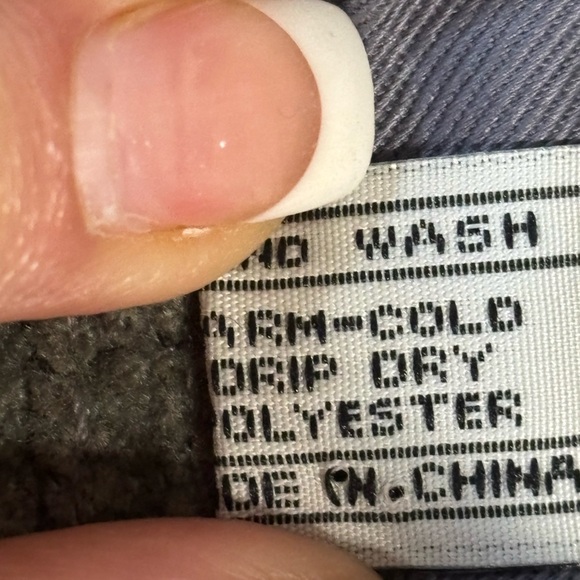 ND WASH
ARM-COLD
DRIP DRY
OLYESTER
DE IN.CHINA